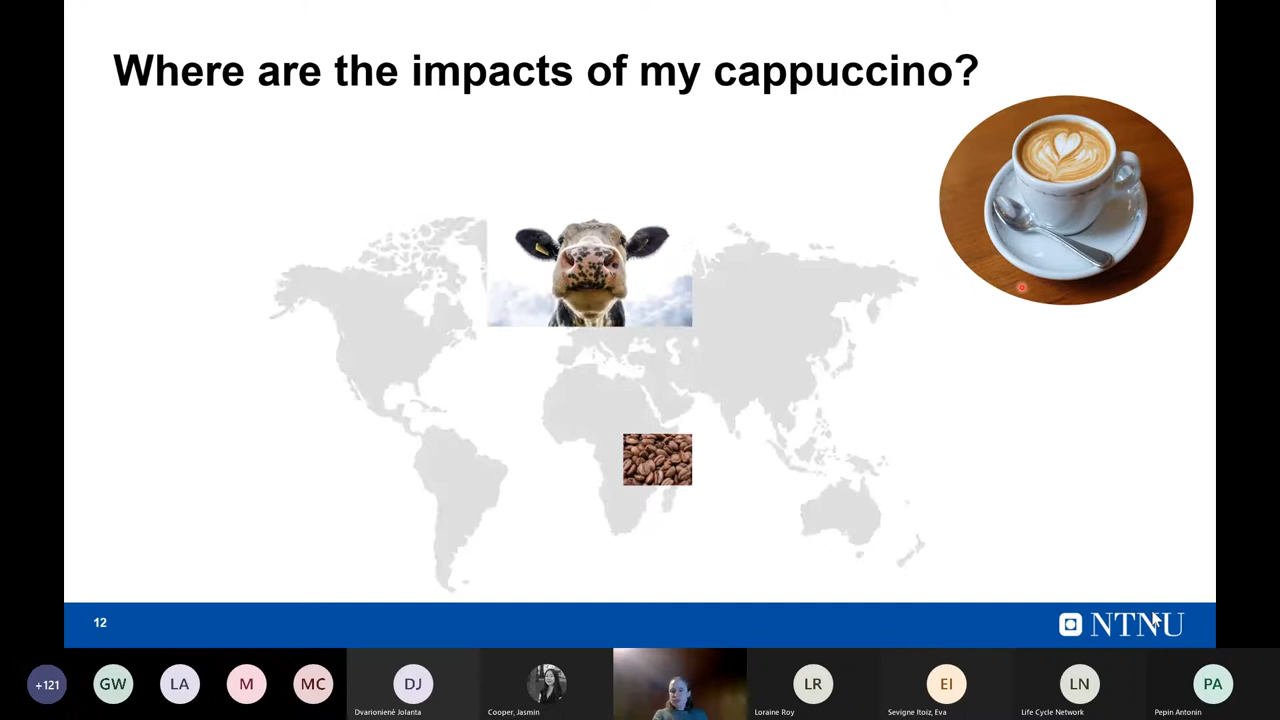 Where are the impacts of my cappuccino?
12
NTNU
+121
GW
LA
M
MC
DJ
LR
EI
LN
PA
Dvarionienė Jolanta
Cooper, Jasmin
Loraine Roy
Sevigne Itoiz, Eva
Life Cycle Network
Pepin Antonin